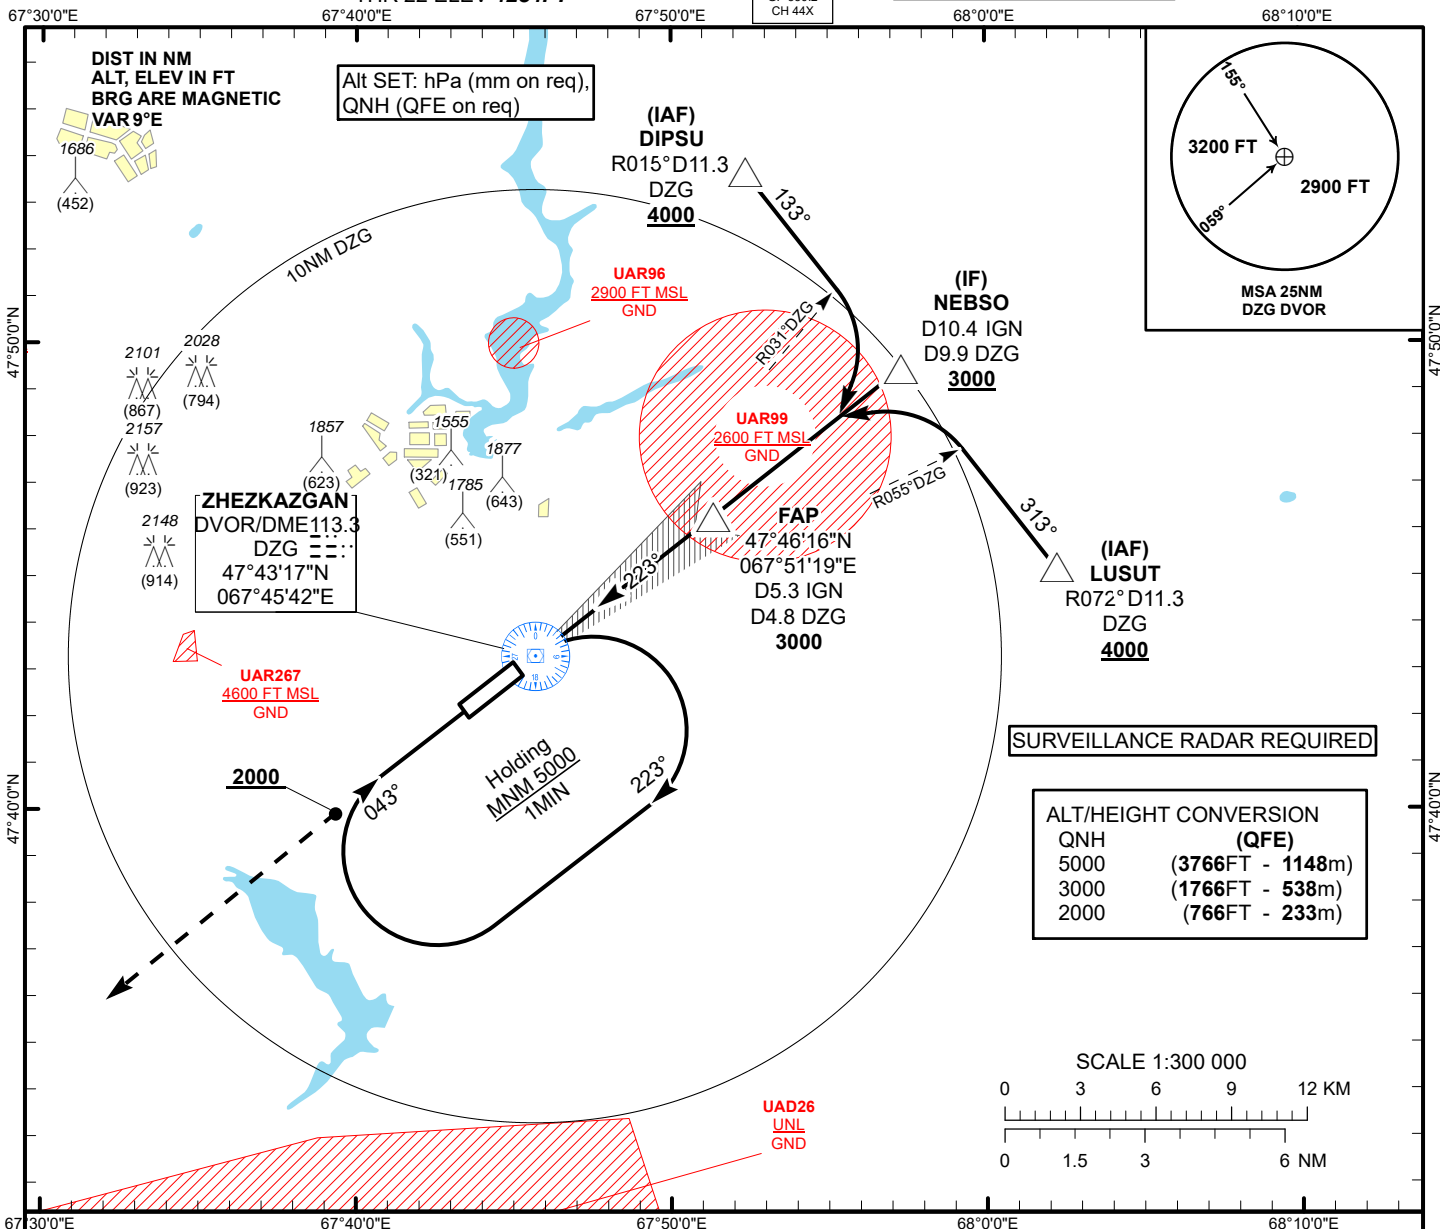 67°30'0"E
67°40'0"E
67°50'0"E
CH 44X
68°0'0"E
68°10'0"E
DIST IN NM
ALT, ELEV IN FT
BRG ARE MAGNETIC
VAR 9°E
Alt SET: hPa (mm on req),
QNH (QFE on req)
1686
(452)
(IAF)
DIPSU
R015° D11.3
DZG
4000
133°
155°
3200 FT
2900 FT
059°
MSA 25NM
DZG DVOR
10NM DZG
UAR96
2900 FT MSL
GND
(IF)
NEBSO
D10.4 IGN
D9.9 DZG
3000
R031°DZG
47°50'0"N
47°50'0"N
2101
(867)
2028
(794)
2157
(923)
2148
(914)
1857
(623)
1555
(321)
1877
(643)
1785
(551)
UAR99
2600 FT MSL
GND
R055°DZG
313°
ZHEZKAZGAN
DVOR/DME113.3
DZG
47°43'17"N
067°45'42"E
FAP
47°46'16"N
067°51'19"E
D5.3 IGN
D4.8 DZG
3000
223°
(IAF)
LUSUT
R072° D11.3
DZG
4000
0
9
18
27
UAR267
4600 FT MSL
GND
2000
043°
Holding
MNM 5000
1MIN
223°
SURVEILLANCE RADAR REQUIRED
47°40'0"N
47°40'0"N
ALT/HEIGHT CONVERSION
QNH (QFE)
5000 (3766FT - 1148m)
3000 (1766FT - 538m)
2000 (766FT - 233m)
SCALE 1:300 000
0 3 6 9 12 KM
0 1.5 3 6 NM
UAD26
UNL
GND
67°30'0"E
67°40'0"E
67°50'0"E
68°0'0"E
68°10'0"E